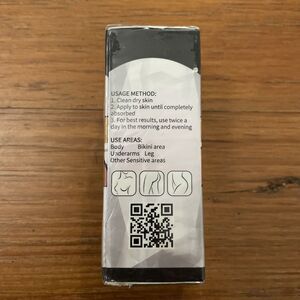 USAGE METHOD:
1. Clean dry skin
2. Apply to skin until completely
absorbed
3. For best results, use twice a
day in the morning and evening
USE AREAS:
Body Bikini area
Underarms Leg
Other Sensitive areas